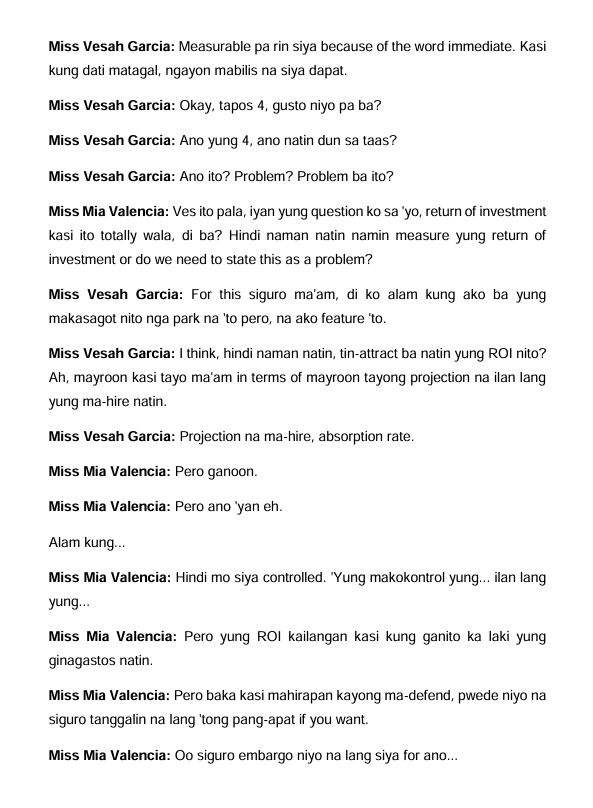 Miss Vesah Garcia: Measurable pa rin siya because of the word immediate. Kasi
kung dati matagal, ngayon mabilis na siya dapat.
Miss Vesah Garcia: Okay, tapos 4, gusto niyo pa ba?
Miss Vesah Garcia: Ano yung 4, ano natin dun sa taas?
Miss Vesah Garcia: Ano ito? Problem? Problem ba ito?
Miss Mia Valencia: Ves ito pala, iyan yung question ko sa 'yo, return of investment
kasi ito totally wala, di ba? Hindi naman natin namin measure yung return of
investment or do we need to state this as a problem?
Miss Vesah Garcia: For this siguro ma'am, di ko alam kung ako ba yung
makasagot nito nga park na 'to pero, na ako feature 'to.
Miss Vesah Garcia: I think, hindi naman natin, tin-attract ba natin yung ROI nito?
Ah, mayroon kasi tayo ma'am in terms of mayroon tayong projection na ilan lang
yung ma-hire natin.
Miss Vesah Garcia: Projection na ma-hire, absorption rate.
Miss Mia Valencia: Pero ganoon.
Miss Mia Valencia: Pero ano 'yan eh.
Alam kung...
Miss Mia Valencia: Hindi mo siya controlled. 'Yung makokontrol yung... ilan lang
yung...
Miss Mia Valencia: Pero yung ROI kailangan kasi kung ganito ka laki yung
ginagastos natin.
Miss Mia Valencia: Pero baka kasi mahirapan kayong ma-defend, pwede niyo na
siguro tanggalin na lang 'tong pang-apat if you want.
Miss Mia Valencia: Oo siguro embargo niyo na lang siya for ano...